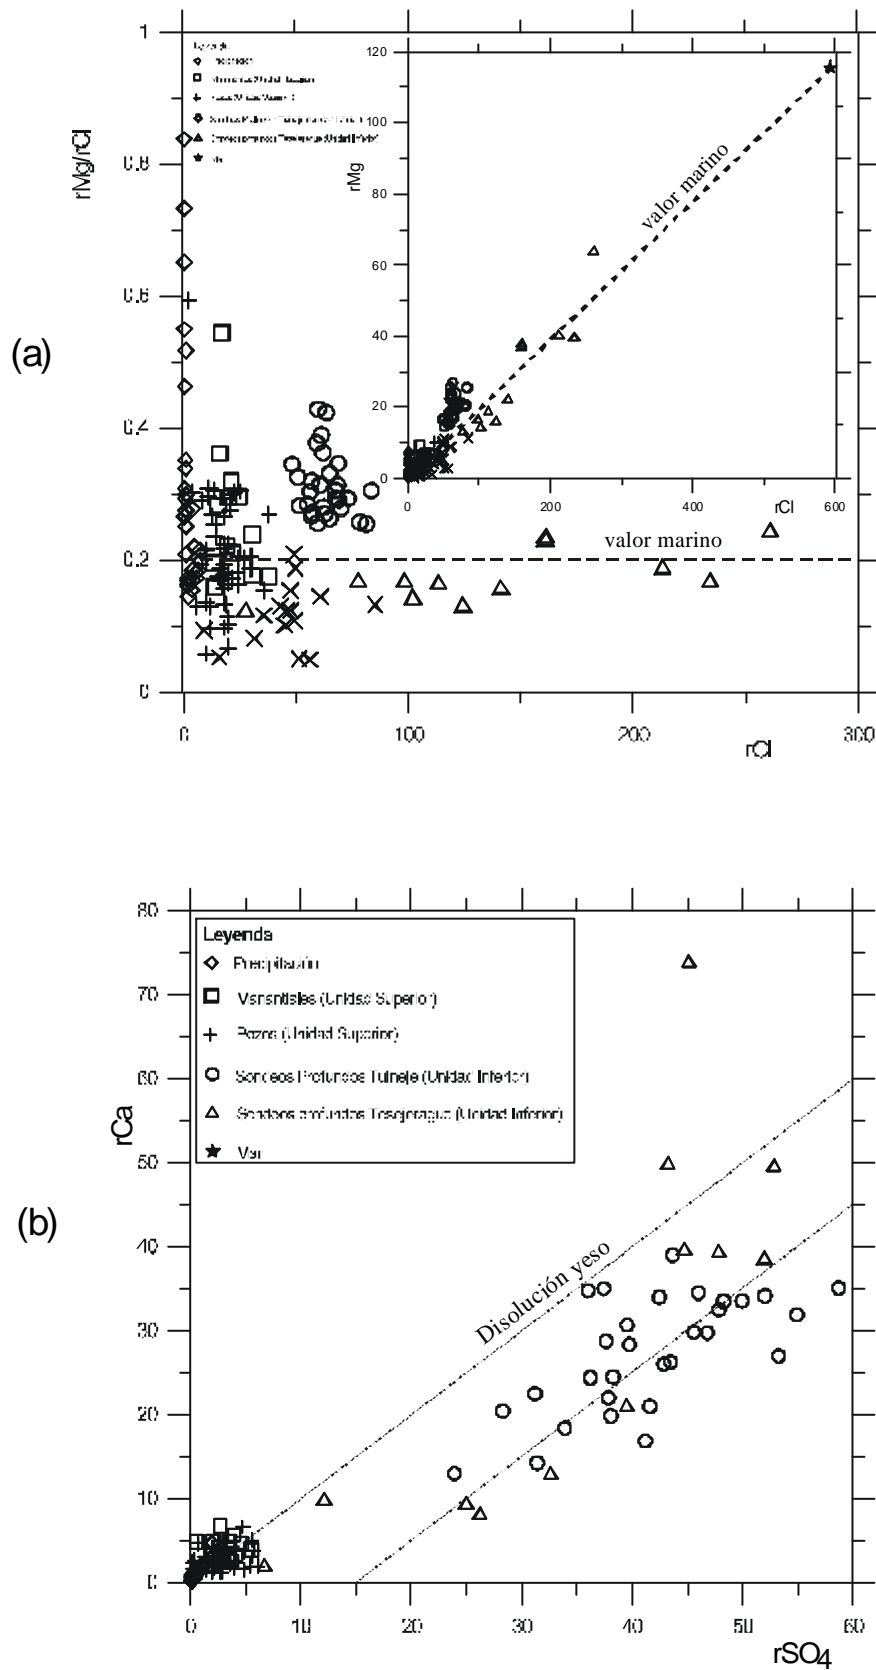 (a)
rMg/rCl
1
0.8
0.6
0.4
0.2
0
0
100
200
300
rCl
valor marino
rMg
120
100
80
60
40
20
0
0
200
400
600
rCl
valor marino
(b)
rCa
80
70
60
50
40
30
20
10
0
Leyenda
Precipitación
Manantiales (Unidad Superior)
Pozos (Unidad Superior)
Sondeos Profundos Tuineje (Unidad Inferior)
Sondeos profundos Tesejerague (Unidad Inferior)
Mar
Disolución yeso
0
10
20
30
40
50
60
rSO4